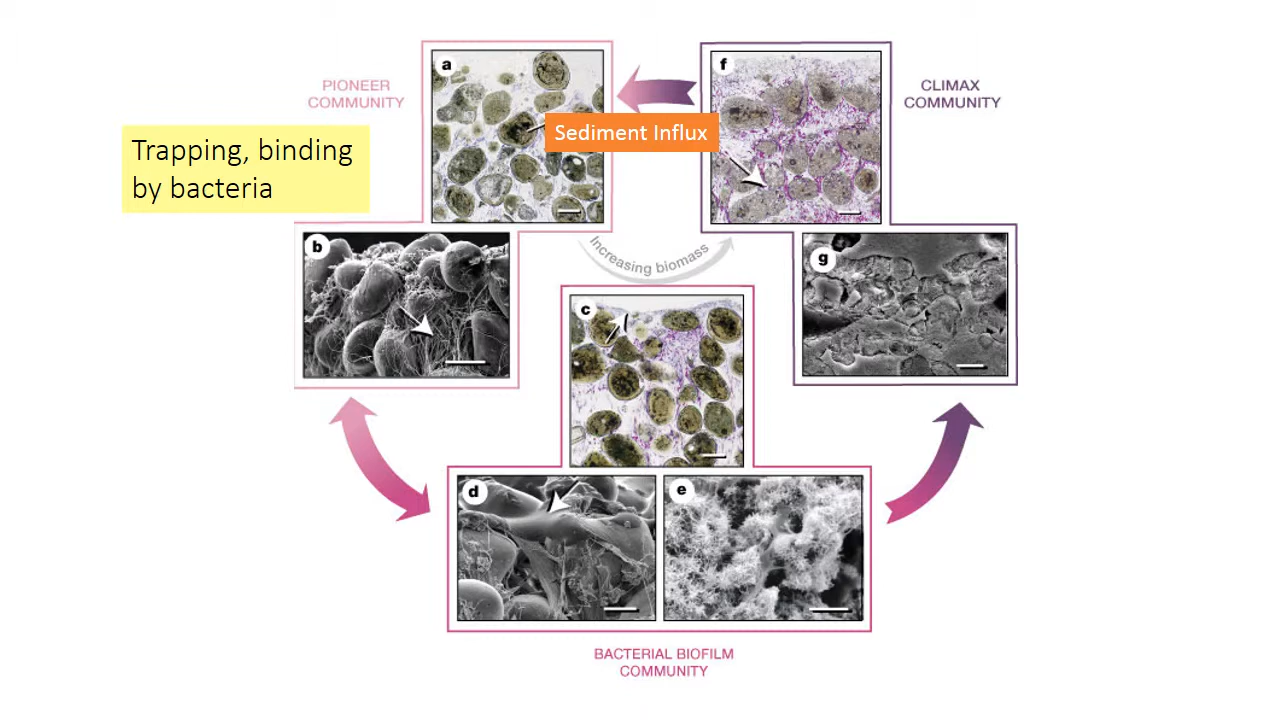 PIONEER
COMMUNITY
a
Sediment Influx
f
CLIMAX
COMMUNITY
Trapping, binding
by bacteria
b
Increasing biomass
g
c
d
e
BACTERIAL BIOFILM
COMMUNITY